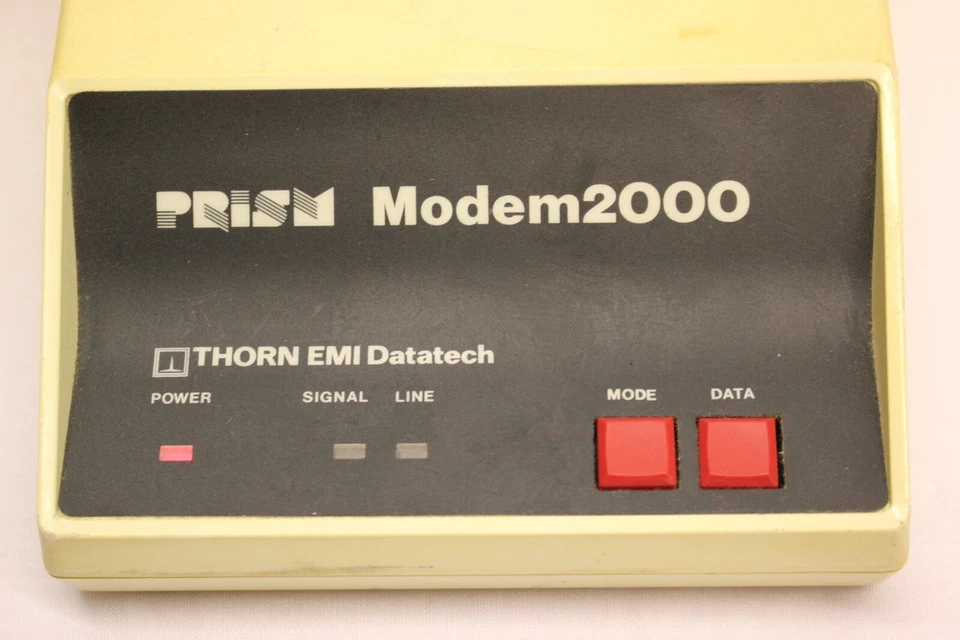 PRISM Modem2000
THORN EMI Datatech
POWER SIGNAL LINE MODE DATA